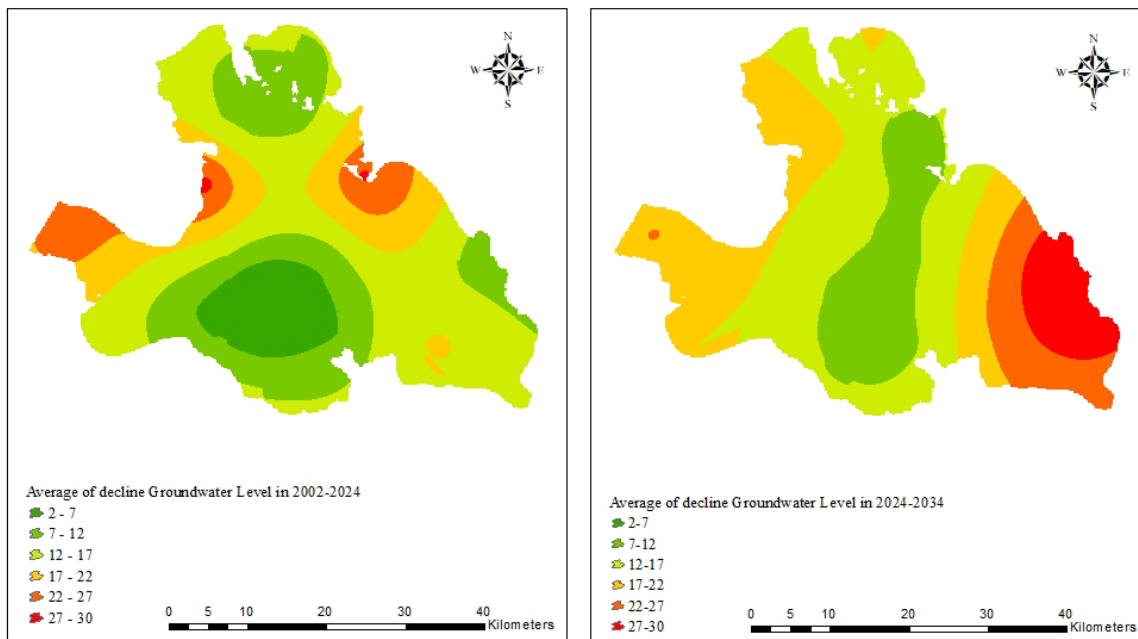 N
W E
S
Average of decline Groundwater Level in 2002-2024
2 - 7
7 - 12
12 - 17
17 - 22
22 - 27
27 - 30
0 5 10 20 30 40
Kilometers
N
W E
S
Average of decline Groundwater Level in 2024-2034
2-7
7-12
12-17
17-22
22-27
27-30
0 5 10 20 30 40
Kilometers